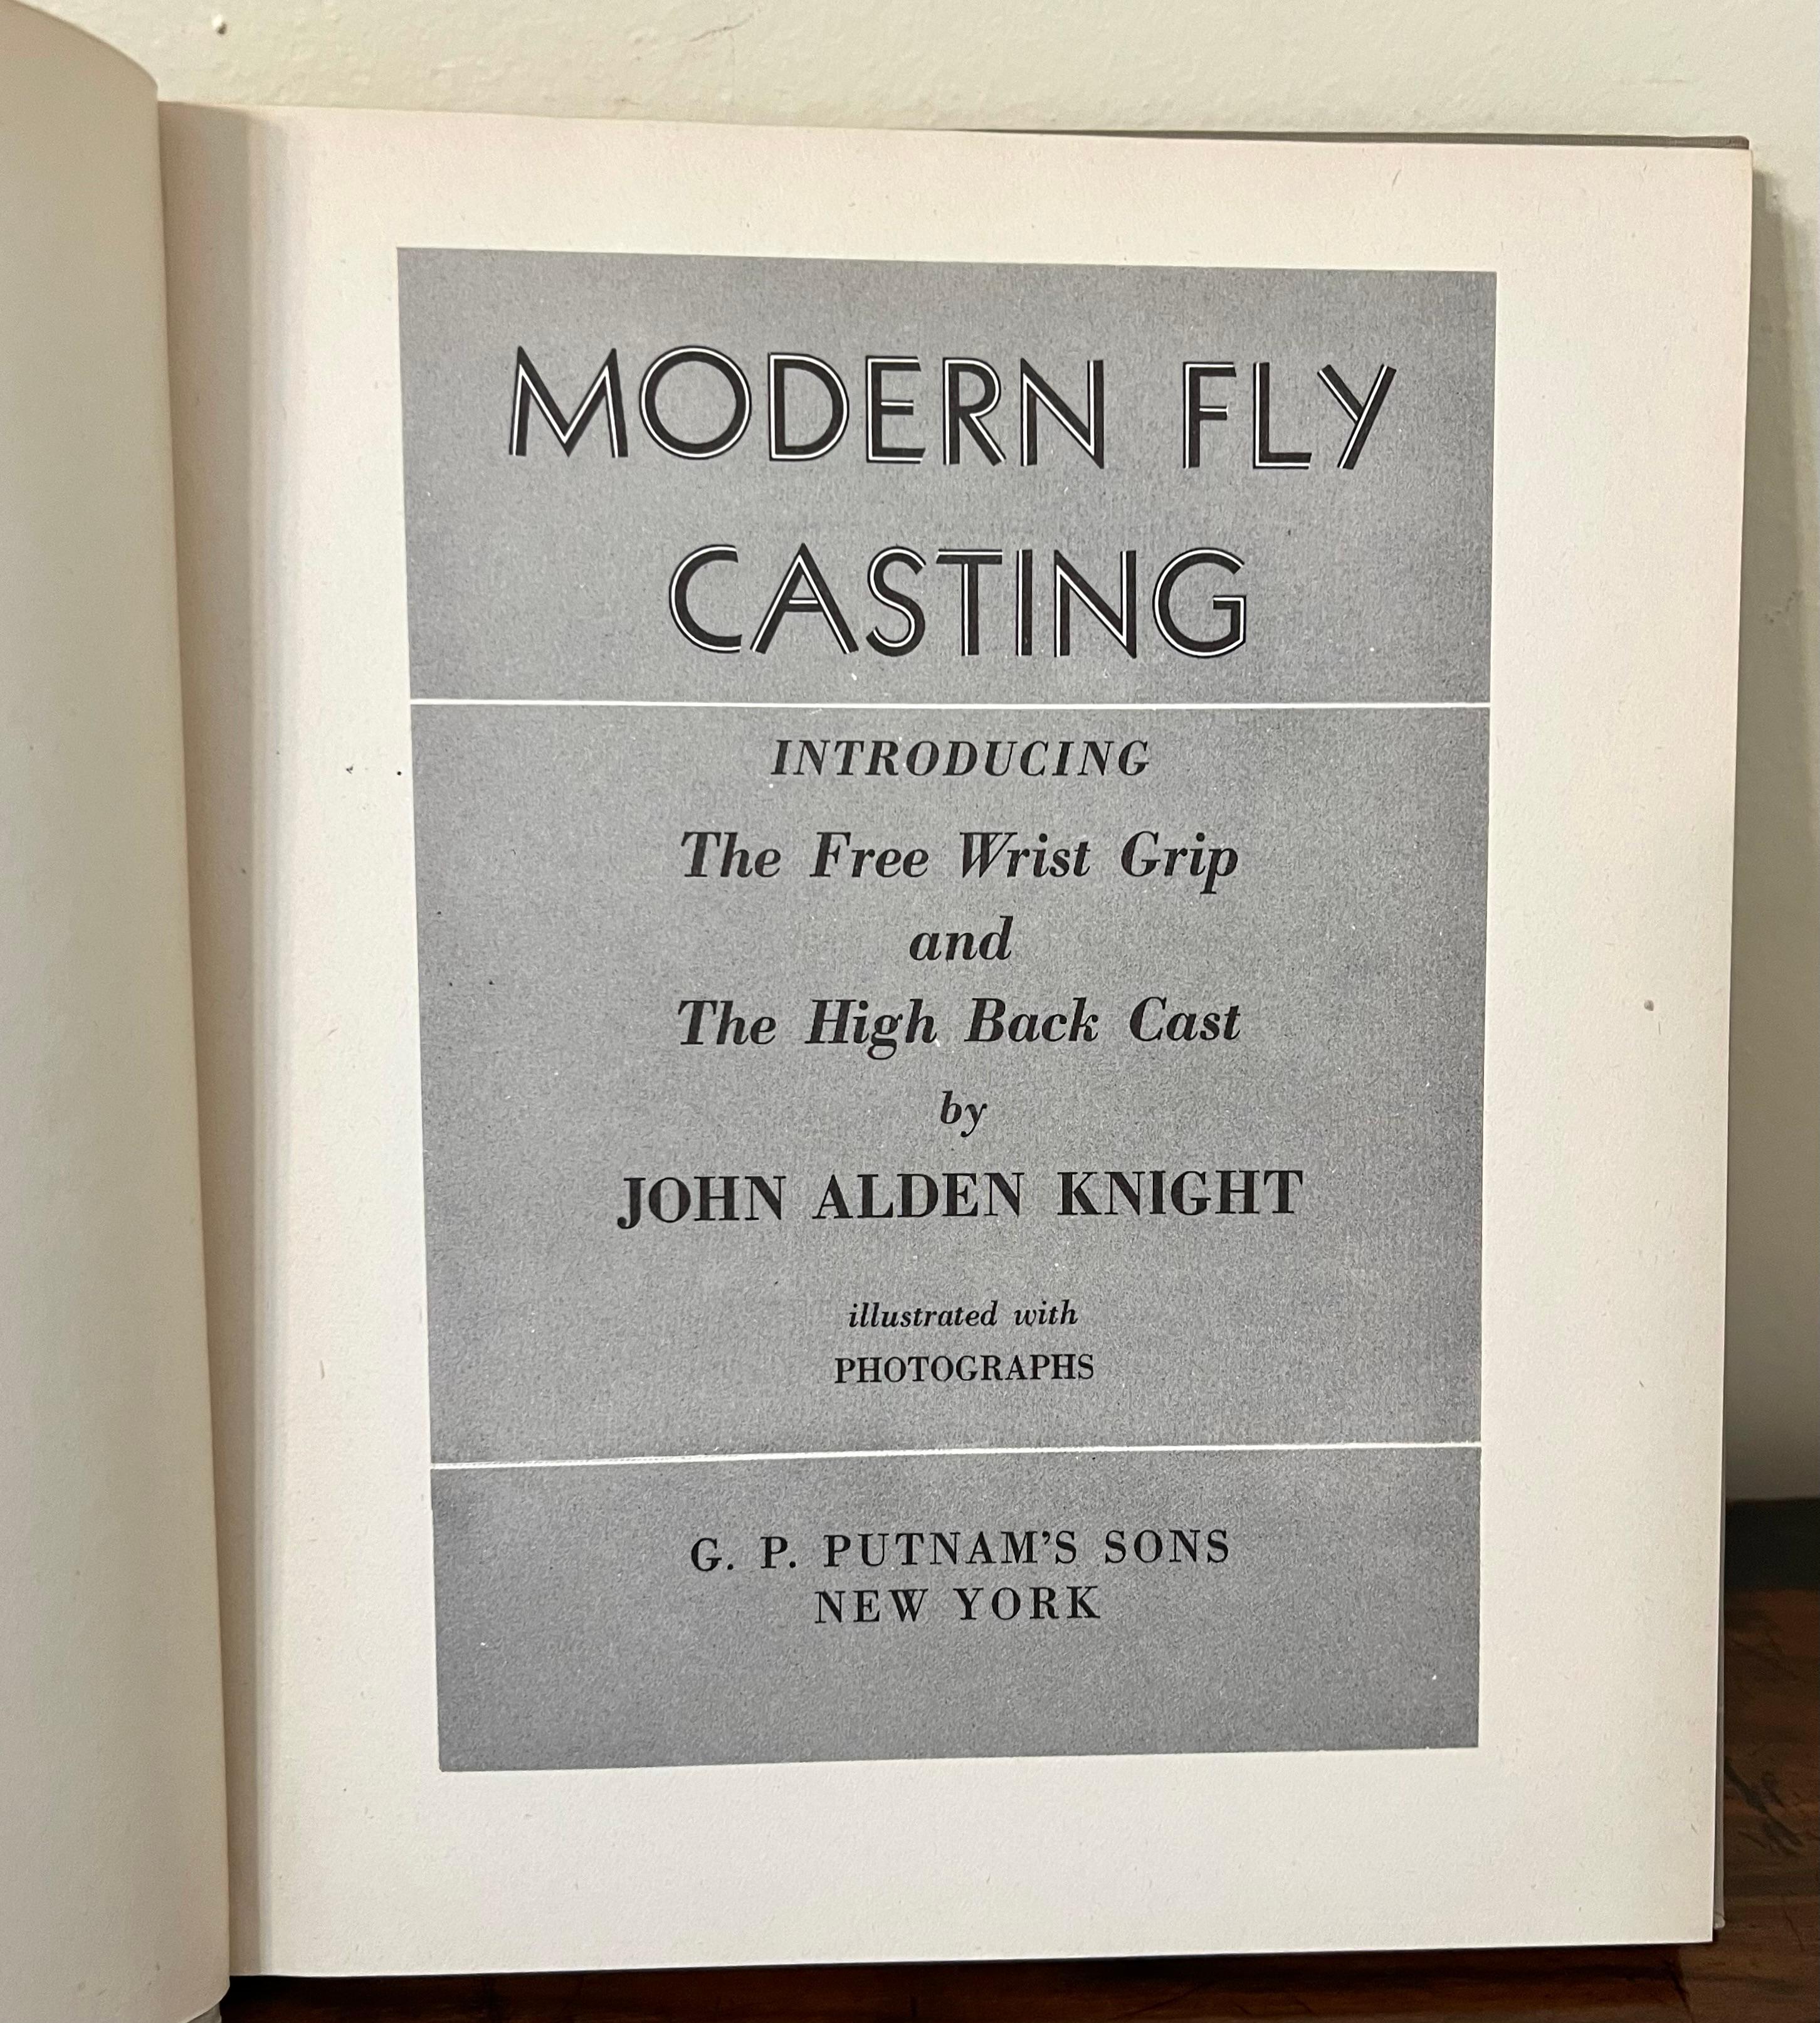 MODERN FLY
CASTING
INTRODUCING
The Free Wrist Grip
and
The High Back Cast
by
JOHN ALDEN KNIGHT
illustrated with
PHOTOGRAPHS
G. P. PUTNAM'S SONS
NEW YORK